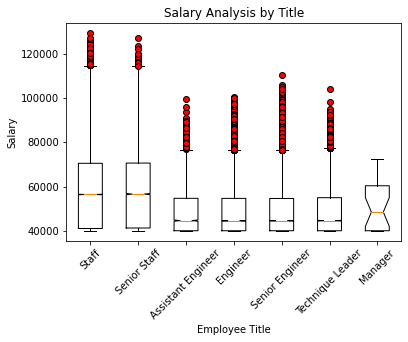 Salary Analysis by Title
Salary
120000
100000
80000
60000
40000
Staff
Senior Staff
Assistant Engineer
Engineer
Senior Engineer
Technique Leader
Manager
Employee Title